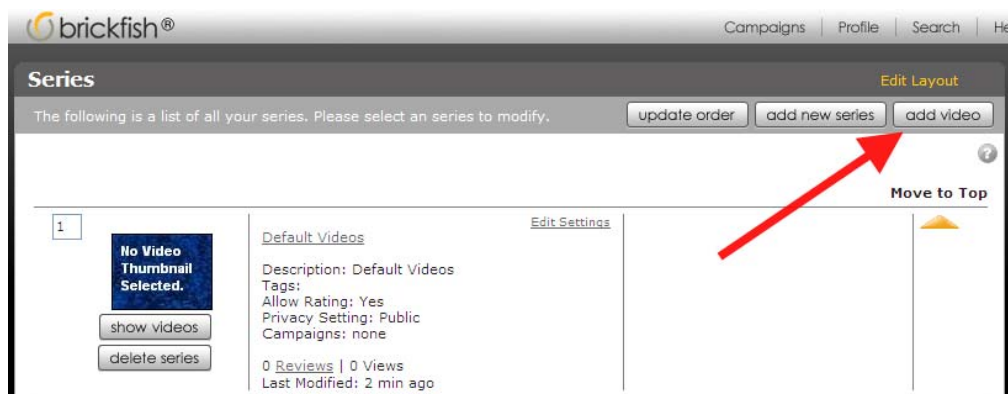 brickfish®
Campaigns | Profile | Search |
Series
Edit Layout
The following is a list of all your series. Please select an series to modify.
update order
add new series
add video
?
Move to Top
1
No Video
Thumbnail
Selected.
show videos
delete series
Edit Settings
Default Videos
Description: Default Videos
Tags:
Allow Rating: Yes
Privacy Setting: Public
Campaigns: none
0 Reviews | 0 Views
Last Modified: 2 min ago